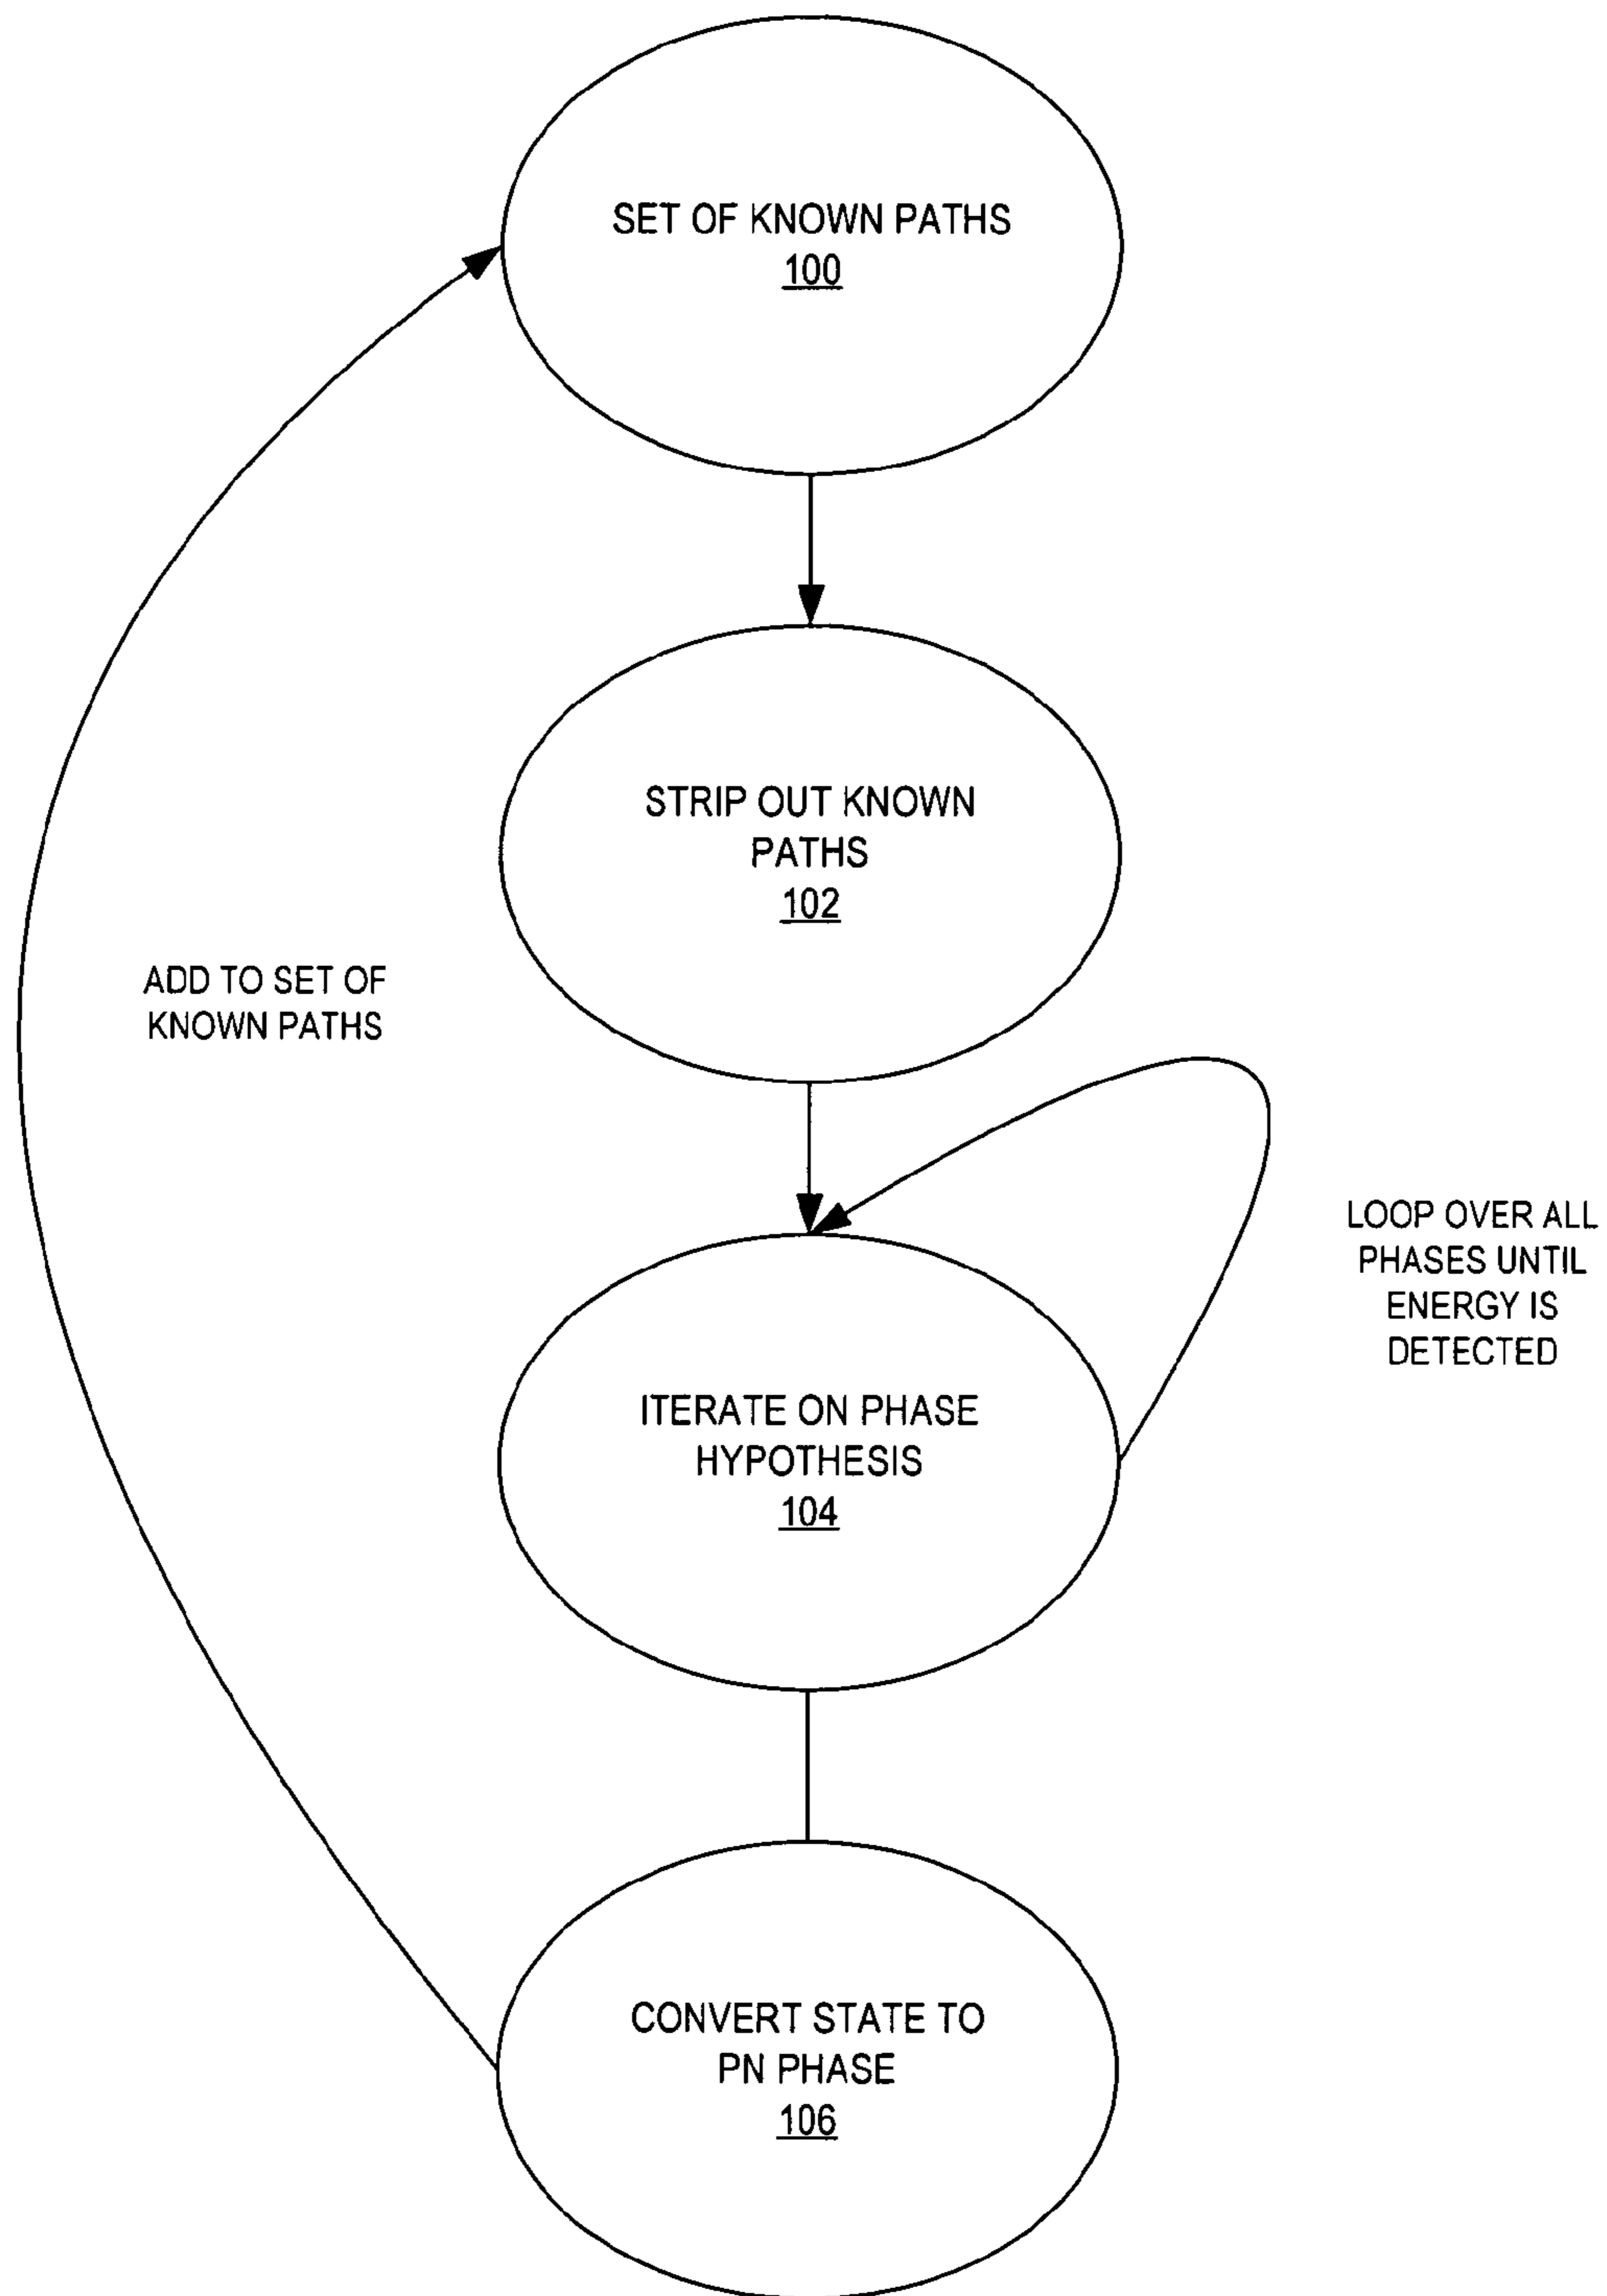 SET OF KNOWN PATHS
100
STRIP OUT KNOWN
PATHS
102
ADD TO SET OF
KNOWN PATHS
LOOP OVER ALL
PHASES UNTIL
ENERGY IS
DETECTED
ITERATE ON PHASE
HYPOTHESIS
104
CONVERT STATE TO
PN PHASE
106